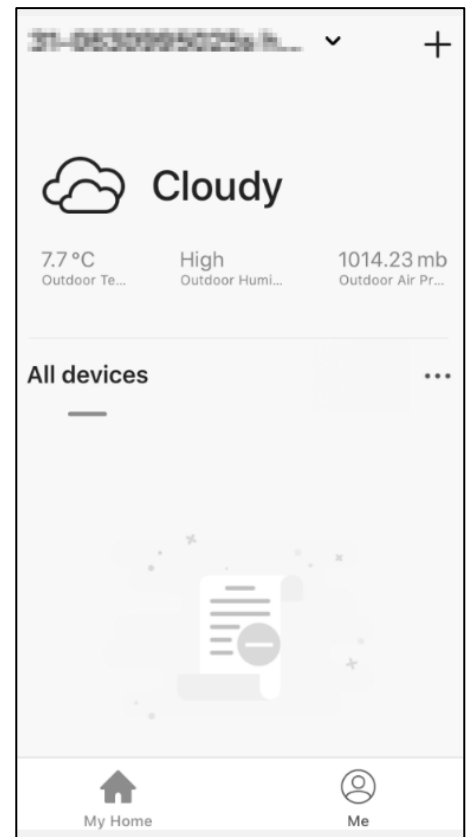 Cloudy
7.7 °C High 1014.23 mb
Outdoor Te... Outdoor Humi... Outdoor Air Pr...
All devices
My Home Me